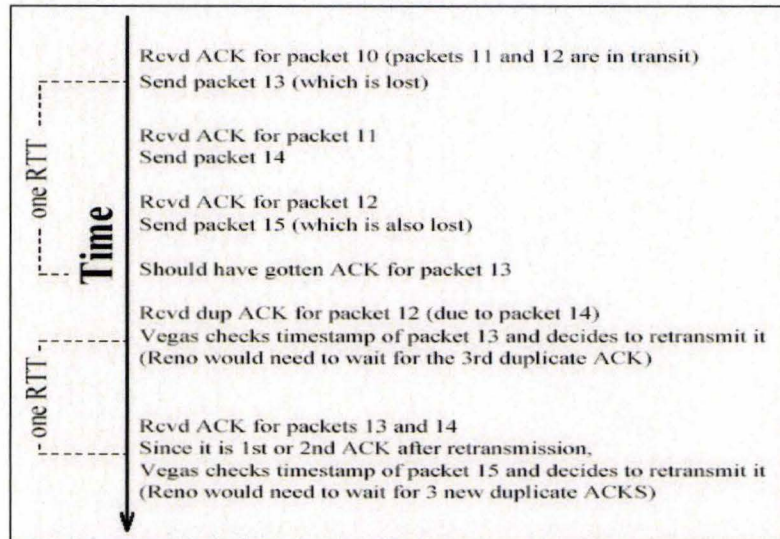 Rcvd ACK for packet 10 (packets 11 and 12 are in transit)
Send packet 13 (which is lost)
Rcvd ACK for packet 11
Send packet 14
Rcvd ACK for packet 12
Send packet 15 (which is also lost)
Should have gotten ACK for packet 13
Rcvd dup ACK for packet 12 (due to packet 14)
Vegas checks timestamp of packet 13 and decides to retransmit it
(Reno would need to wait for the 3rd duplicate ACK)
Rcvd ACK for packets 13 and 14
Since it is 1st or 2nd ACK after retransmission,
Vegas checks timestamp of packet 15 and decides to retransmit it
(Reno would need to wait for 3 new duplicate ACKS)
one RTT
one RTT
Time